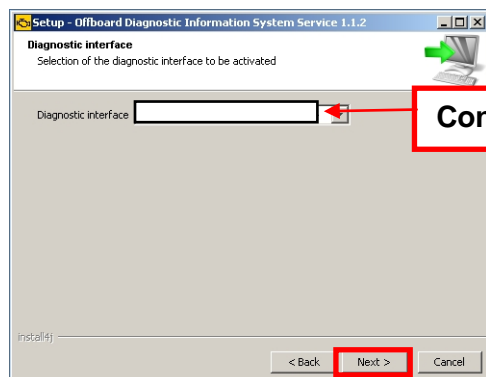 Setup - Offboard Diagnostic Information System Service 1.1.2
Diagnostic interface
Selection of the diagnostic interface to be activated
Diagnostic interface
Con
install4j
< Back Next > Cancel